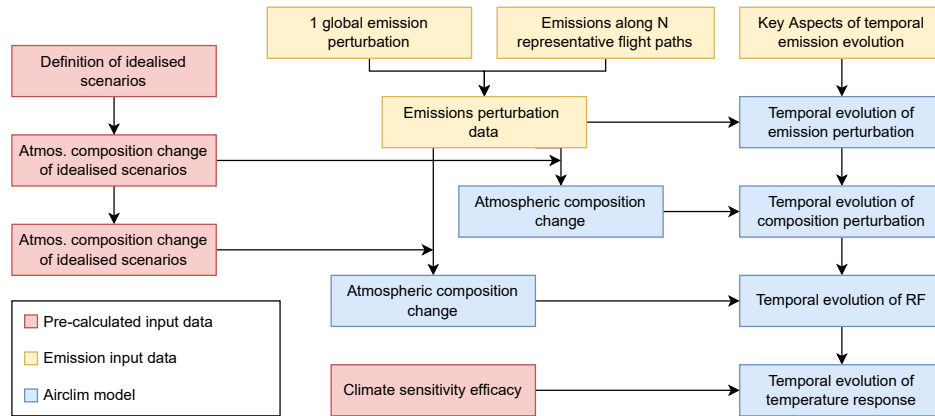 1 global emission
perturbation
Emissions along N
representative flight paths
Key Aspects of temporal
emission evolution
Definition of idealised
scenarios
Emissions perturbation
data
Temporal evolution of
emission perturbation
Atmos. composition change
of idealised scenarios
Atmospheric composition
change
Temporal evolution of
composition perturbation
Atmos. composition change
of idealised scenarios
Atmospheric composition
change
Temporal evolution of RF
Pre-calculated input data
Emission input data
Airclim model
Climate sensitivity efficacy
Temporal evolution of
temperature response